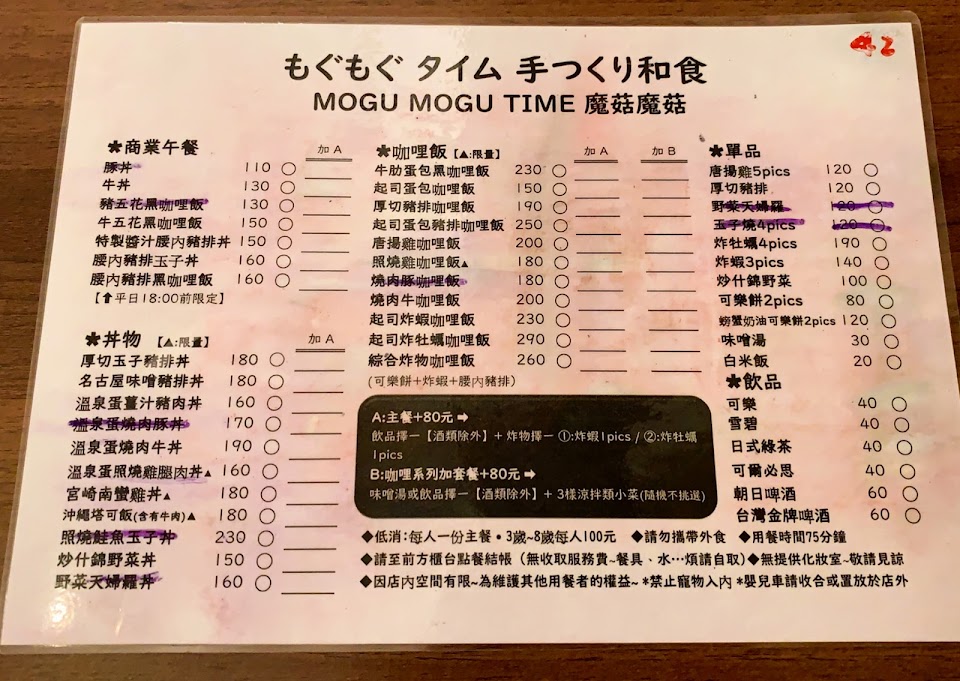 42
もぐもぐ タイム 手つくり和食
MOGU MOGU TIME 魔菇魔菇
✱商業午餐 加A
豚丼 110 ○
牛丼 130 ○
豬五花黑咖哩飯 130 ○
牛五花黑咖哩飯 150 ○
特製醬汁腰內豬排丼 150 ○
腰內豬排玉子丼 160 ○
腰內豬排黑咖哩飯 160 ○
【⬆平日18:00前限定】
✱丼物 【▲:限量】 加A
厚切玉子豬排丼 180 ○
名古屋味噌豬排丼 180 ○
溫泉蛋薑汁豬肉丼 160 ○
溫泉蛋燒肉豚丼 170 ○
溫泉蛋燒肉牛丼 190 ○
溫泉蛋照燒雞腿肉丼▲ 160 ○
宮崎南蠻雞丼▲ 180 ○
沖繩塔可飯(含有牛肉)▲ 180 ○
照燒鮭魚玉子丼 230 ○
炒什錦野菜丼 150 ○
野菜天婦羅丼 160 ○
✱咖哩飯【▲:限量】 加A 加B
牛肋蛋包黑咖哩飯 230 ○
起司蛋包咖哩飯 150 ○
厚切豬排咖哩飯 190 ○
起司蛋包豬排咖哩飯 250 ○
唐揚雞咖哩飯 200 ○
照燒雞咖哩飯▲ 180 ○
燒肉豚咖哩飯 180 ○
燒肉牛咖哩飯 200 ○
起司炸蝦咖哩飯 230 ○
起司炸牡蠣咖哩飯 290 ○
綜合炸物咖哩飯 260 ○
(可樂餅+炸蝦+腰內豬排)
A:主餐+80元 ➡
飲品擇一【酒類除外】+ 炸物擇一 ①:炸蝦1pics / ②:炸牡蠣
1pics
B:咖哩系列加套餐+80元 ➡
味噌湯或飲品擇一【酒類除外】+ 3樣涼拌類小菜(隨機不挑選)
✱單品
唐揚雞5pics 120 ○
厚切豬排 120 ○
野菜天婦羅 120 ○
玉子燒4pics 120 ○
炸牡蠣4pics 190 ○
炸蝦3pics 140 ○
炒什錦野菜 100 ○
可樂餅2pics 80 ○
螃蟹奶油可樂餅2pics 120 ○
味噌湯 30 ○
白米飯 20 ○
✱飲品
可樂 40 ○
雪碧 40 ○
日式綠茶 40 ○
可爾必思 40 ○
朝日啤酒 60 ○
台灣金牌啤酒 60 ○
◆低消:每人一份主餐・3歲~8歲每人100元 ◆請勿攜帶外食 ◆用餐時間75分鐘
◆請至前方櫃台點餐結帳（無收取服務費~餐具、水…煩請自取)◆無提供化妝室~敬請見諒
◆因店內空間有限~為維護其他用餐者的權益~ *禁止寵物入內 *嬰兒車請收合或置放於店外